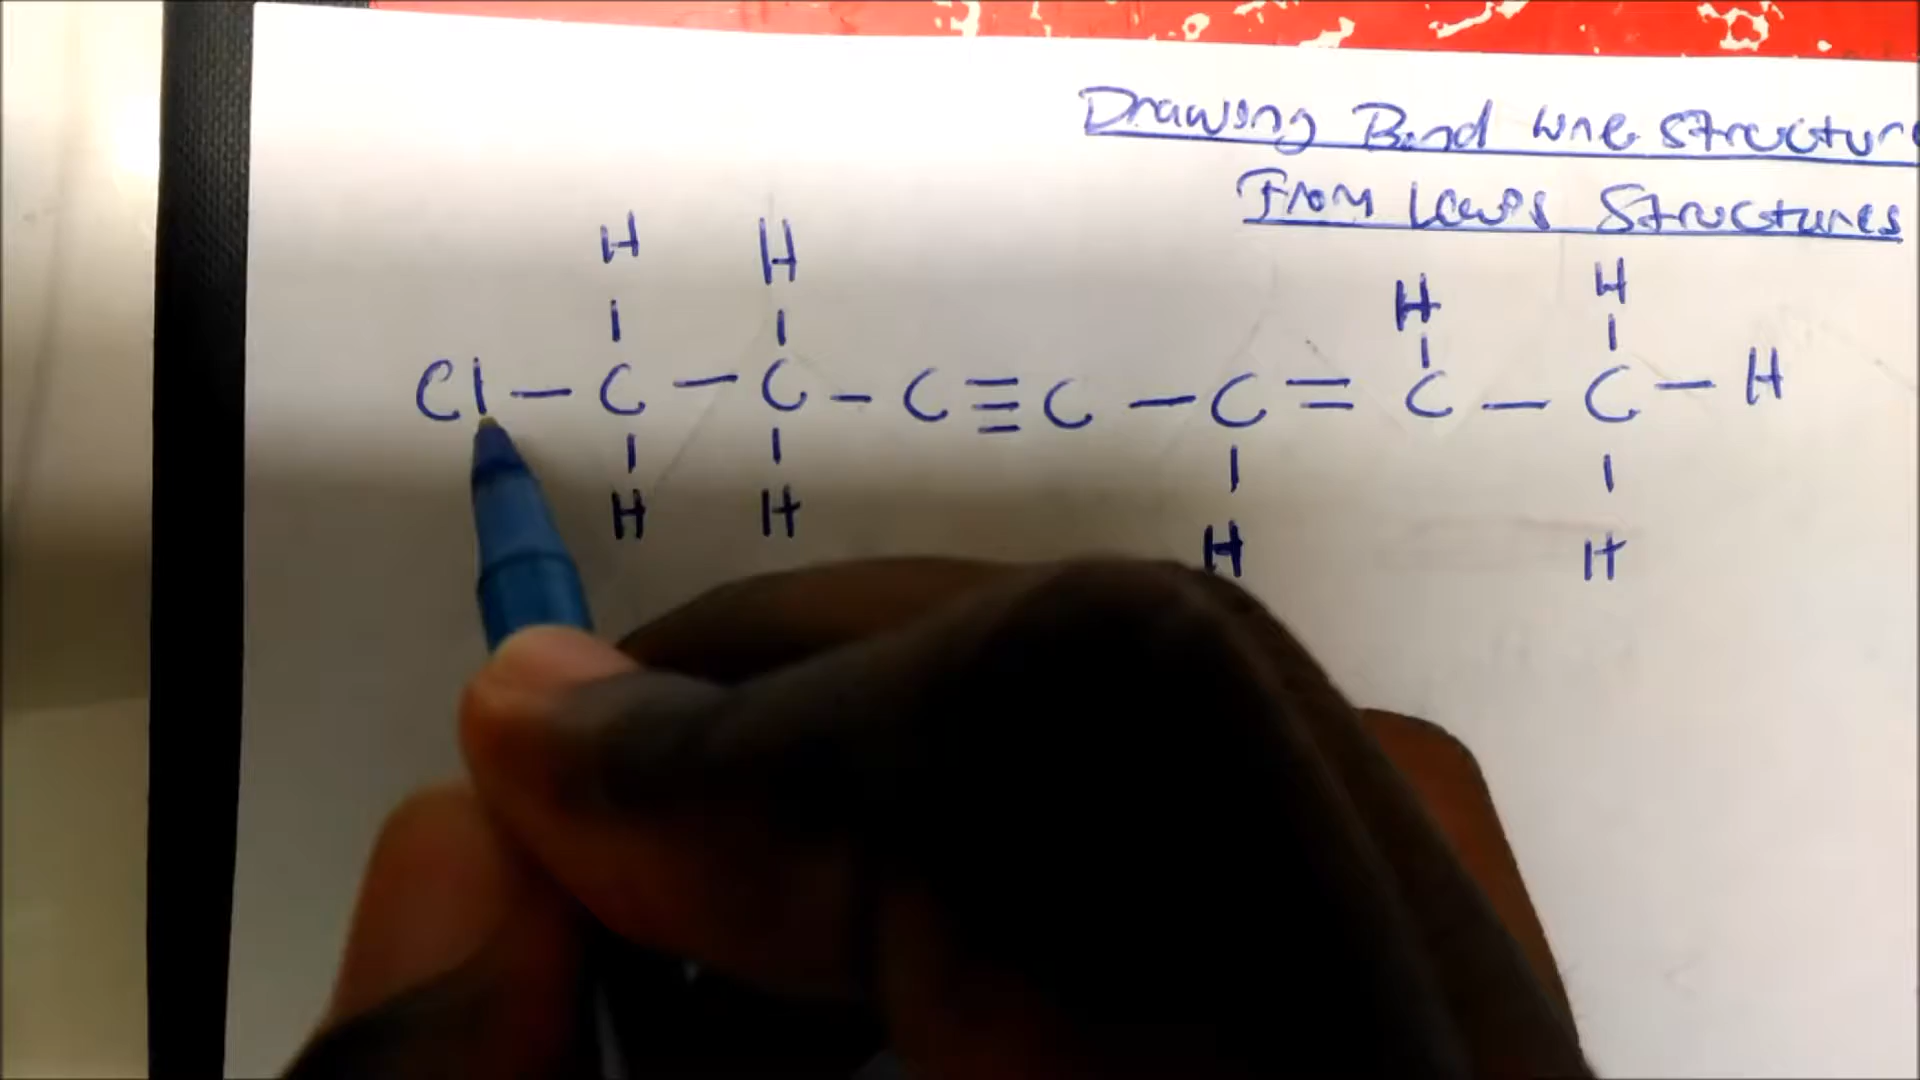 Drawing Bond line structure
From Lewis Structures
H H H H
Cl - C - C - C ≡ C - C = C - C - H
H H H H